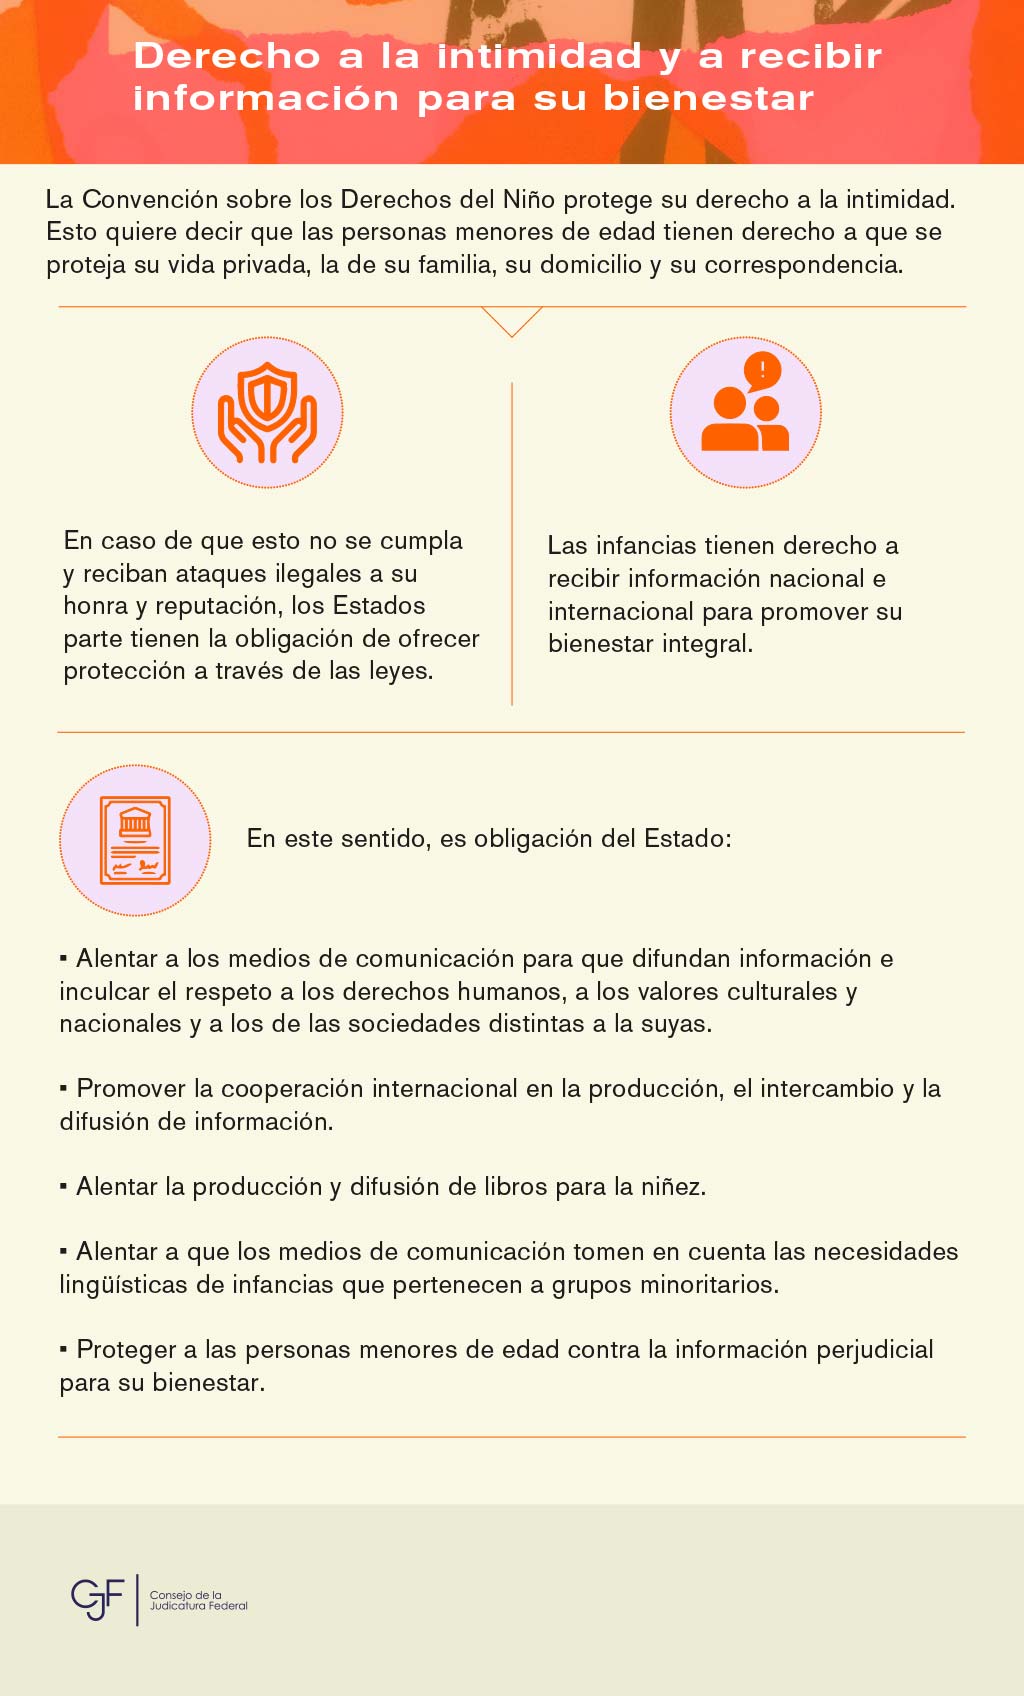 Derecho a la intimidad y a recibir
información para su bienestar
La Convención sobre los Derechos del Niño protege su derecho a la intimidad.
Esto quiere decir que las personas menores de edad tienen derecho a que se
proteja su vida privada, la de su familia, su domicilio y su correspondencia.
En caso de que esto no se cumpla
y reciban ataques ilegales a su
honra y reputación, los Estados
parte tienen la obligación de ofrecer
protección a través de las leyes.
!
Las infancias tienen derecho a
recibir información nacional e
internacional para promover su
bienestar integral.
En este sentido, es obligación del Estado:
▪ Alentar a los medios de comunicación para que difundan información e
inculcar el respeto a los derechos humanos, a los valores culturales y
nacionales y a los de las sociedades distintas a la suyas.
▪ Promover la cooperación internacional en la producción, el intercambio y la
difusión de información.
▪ Alentar la producción y difusión de libros para la niñez.
▪ Alentar a que los medios de comunicación tomen en cuenta las necesidades
lingüísticas de infancias que pertenecen a grupos minoritarios.
▪ Proteger a las personas menores de edad contra la información perjudicial
para su bienestar.
CJF
Consejo de la
Judicatura Federal